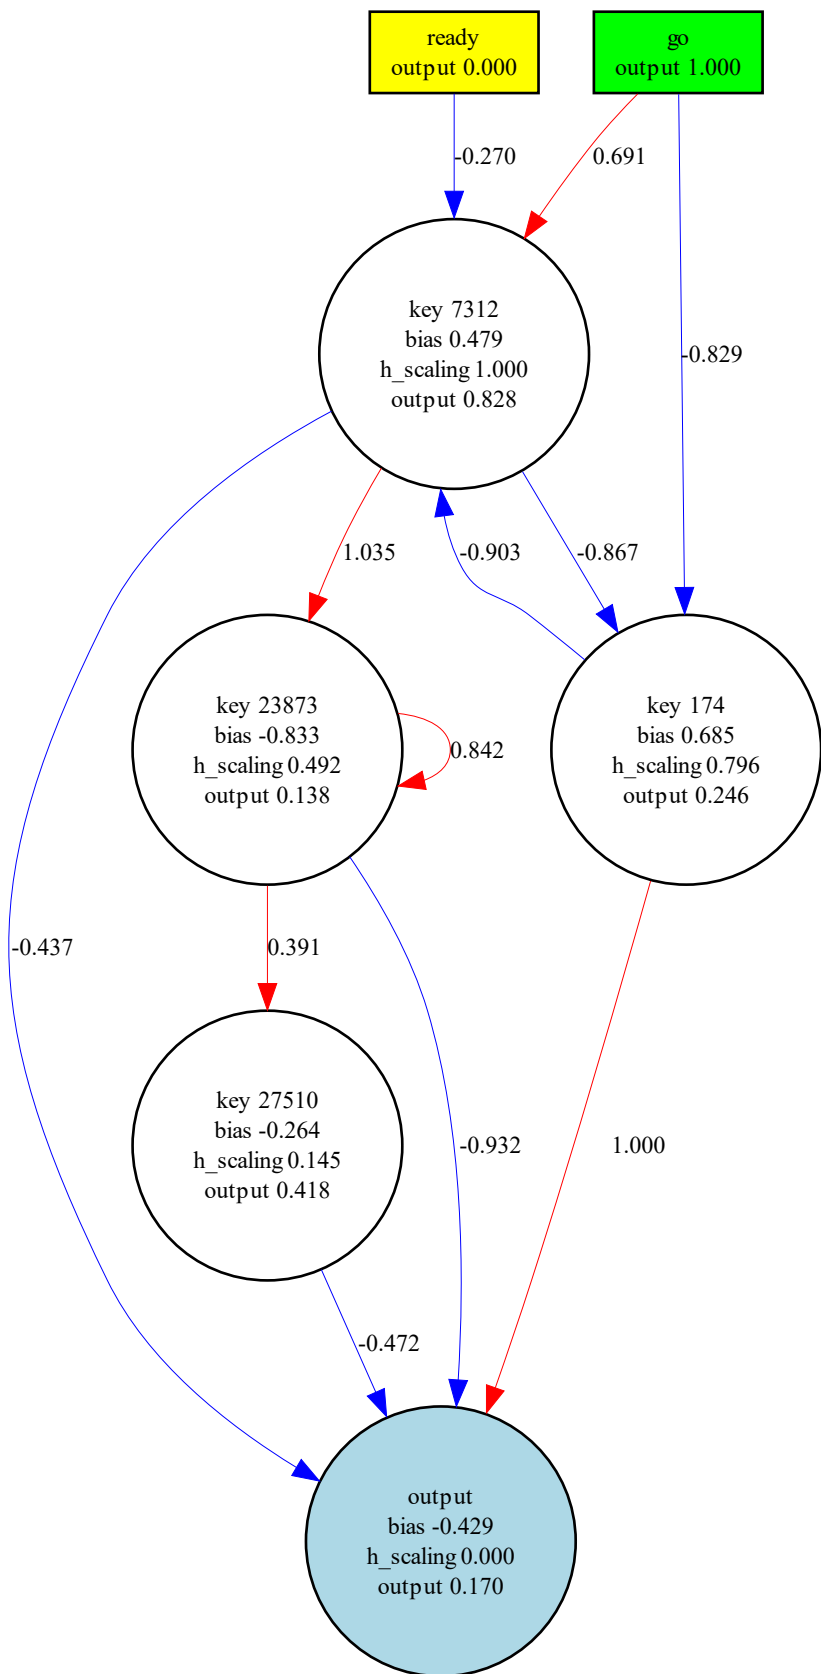 ready
output 0.000
go
output 1.000
-0.270
0.691
key 7312
bias 0.479
h_scaling 1.000
output 0.828
-0.829
1.035
-0.903
-0.867
key 23873
bias -0.833
h_scaling 0.492
output 0.138
0.842
key 174
bias 0.685
h_scaling 0.796
output 0.246
-0.437
0.391
key 27510
bias -0.264
h_scaling 0.145
output 0.418
-0.932
1.000
-0.472
output
bias -0.429
h_scaling 0.000
output 0.170